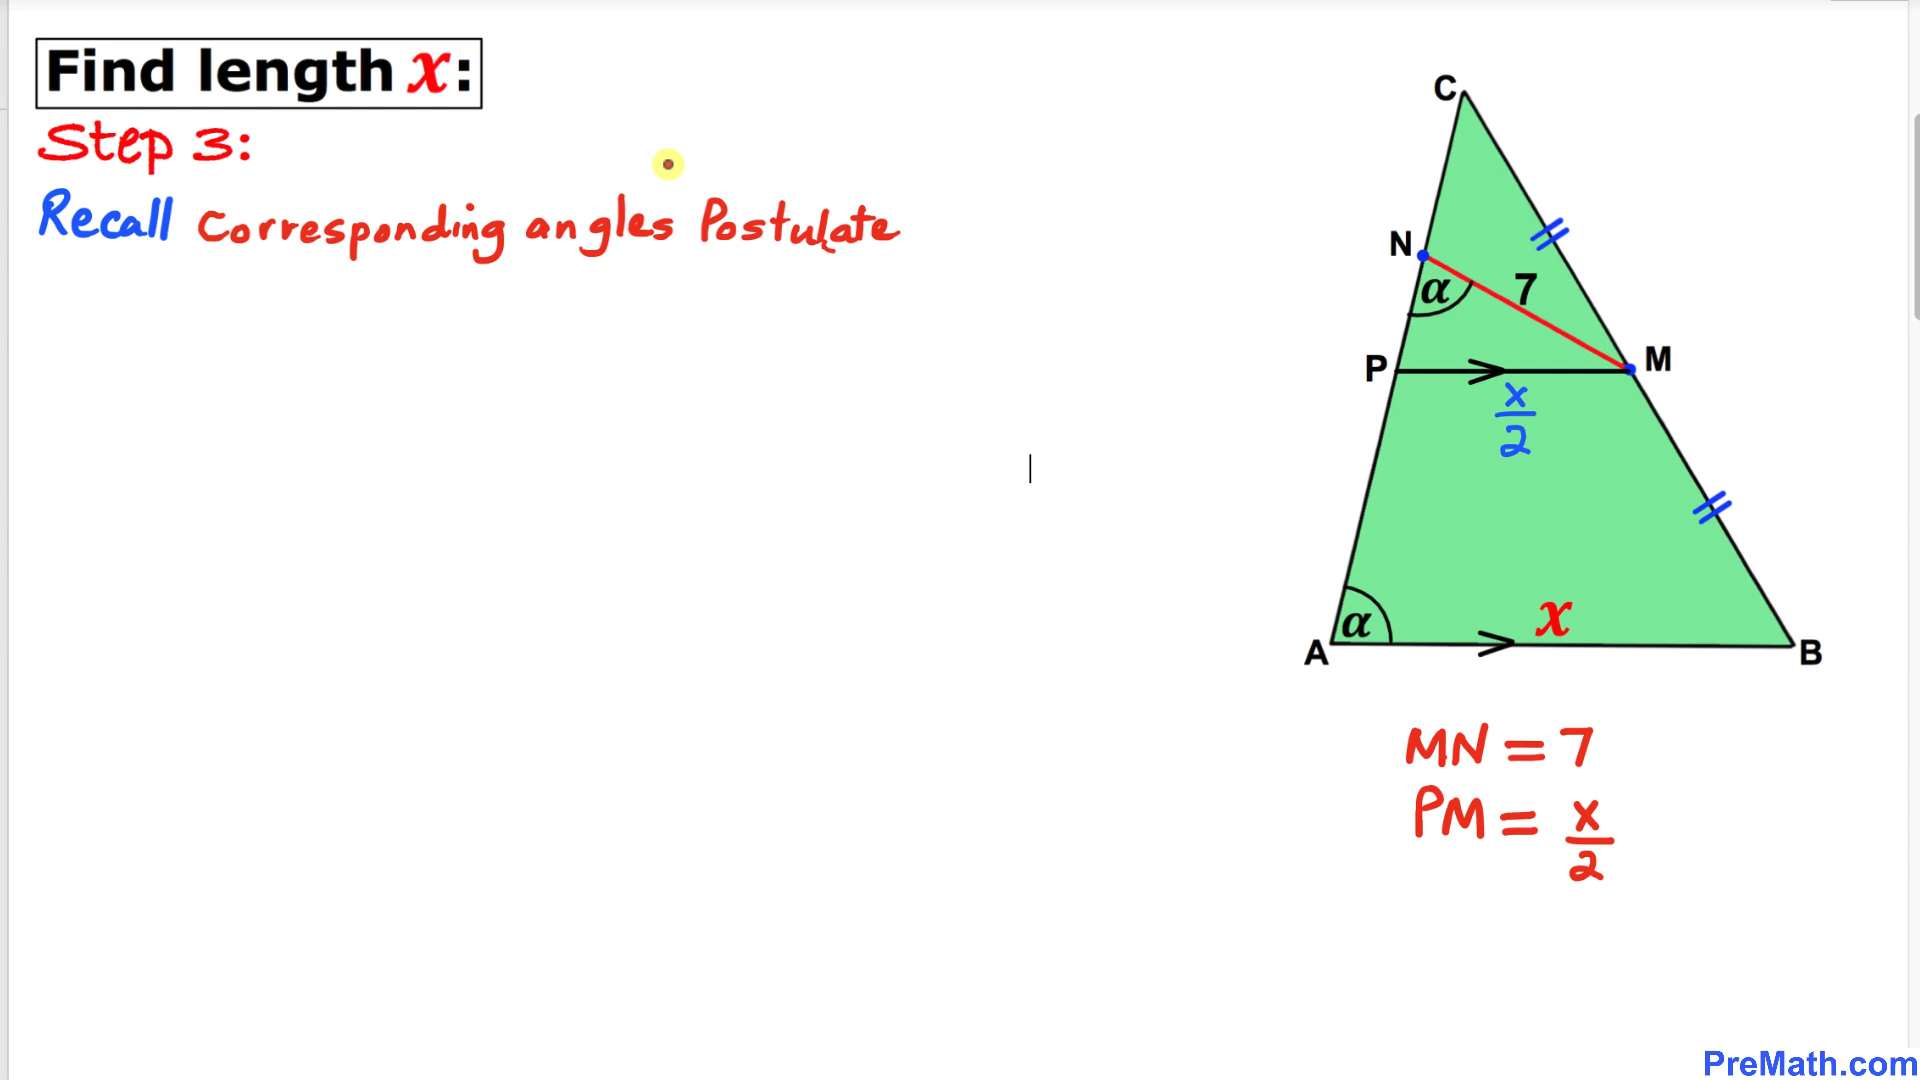 Find length x:
Step 3:
Recall Corresponding angles Postulate
C
N
α
7
P
M
x
2
α
x
A
B
MN = 7
PM = x
2
PreMath.com